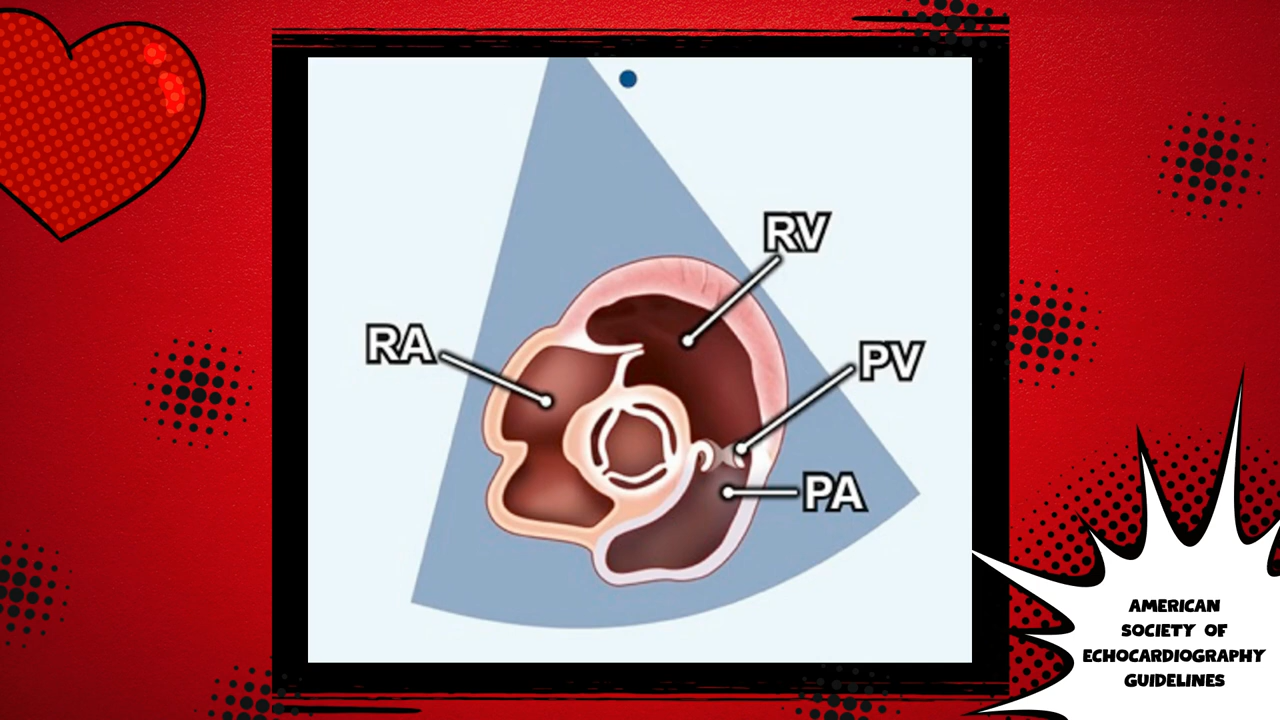 RV
RA
PV
PA
AMERICAN
SOCIETY OF
ECHOCARDIOGRAPHY
GUIDELINES